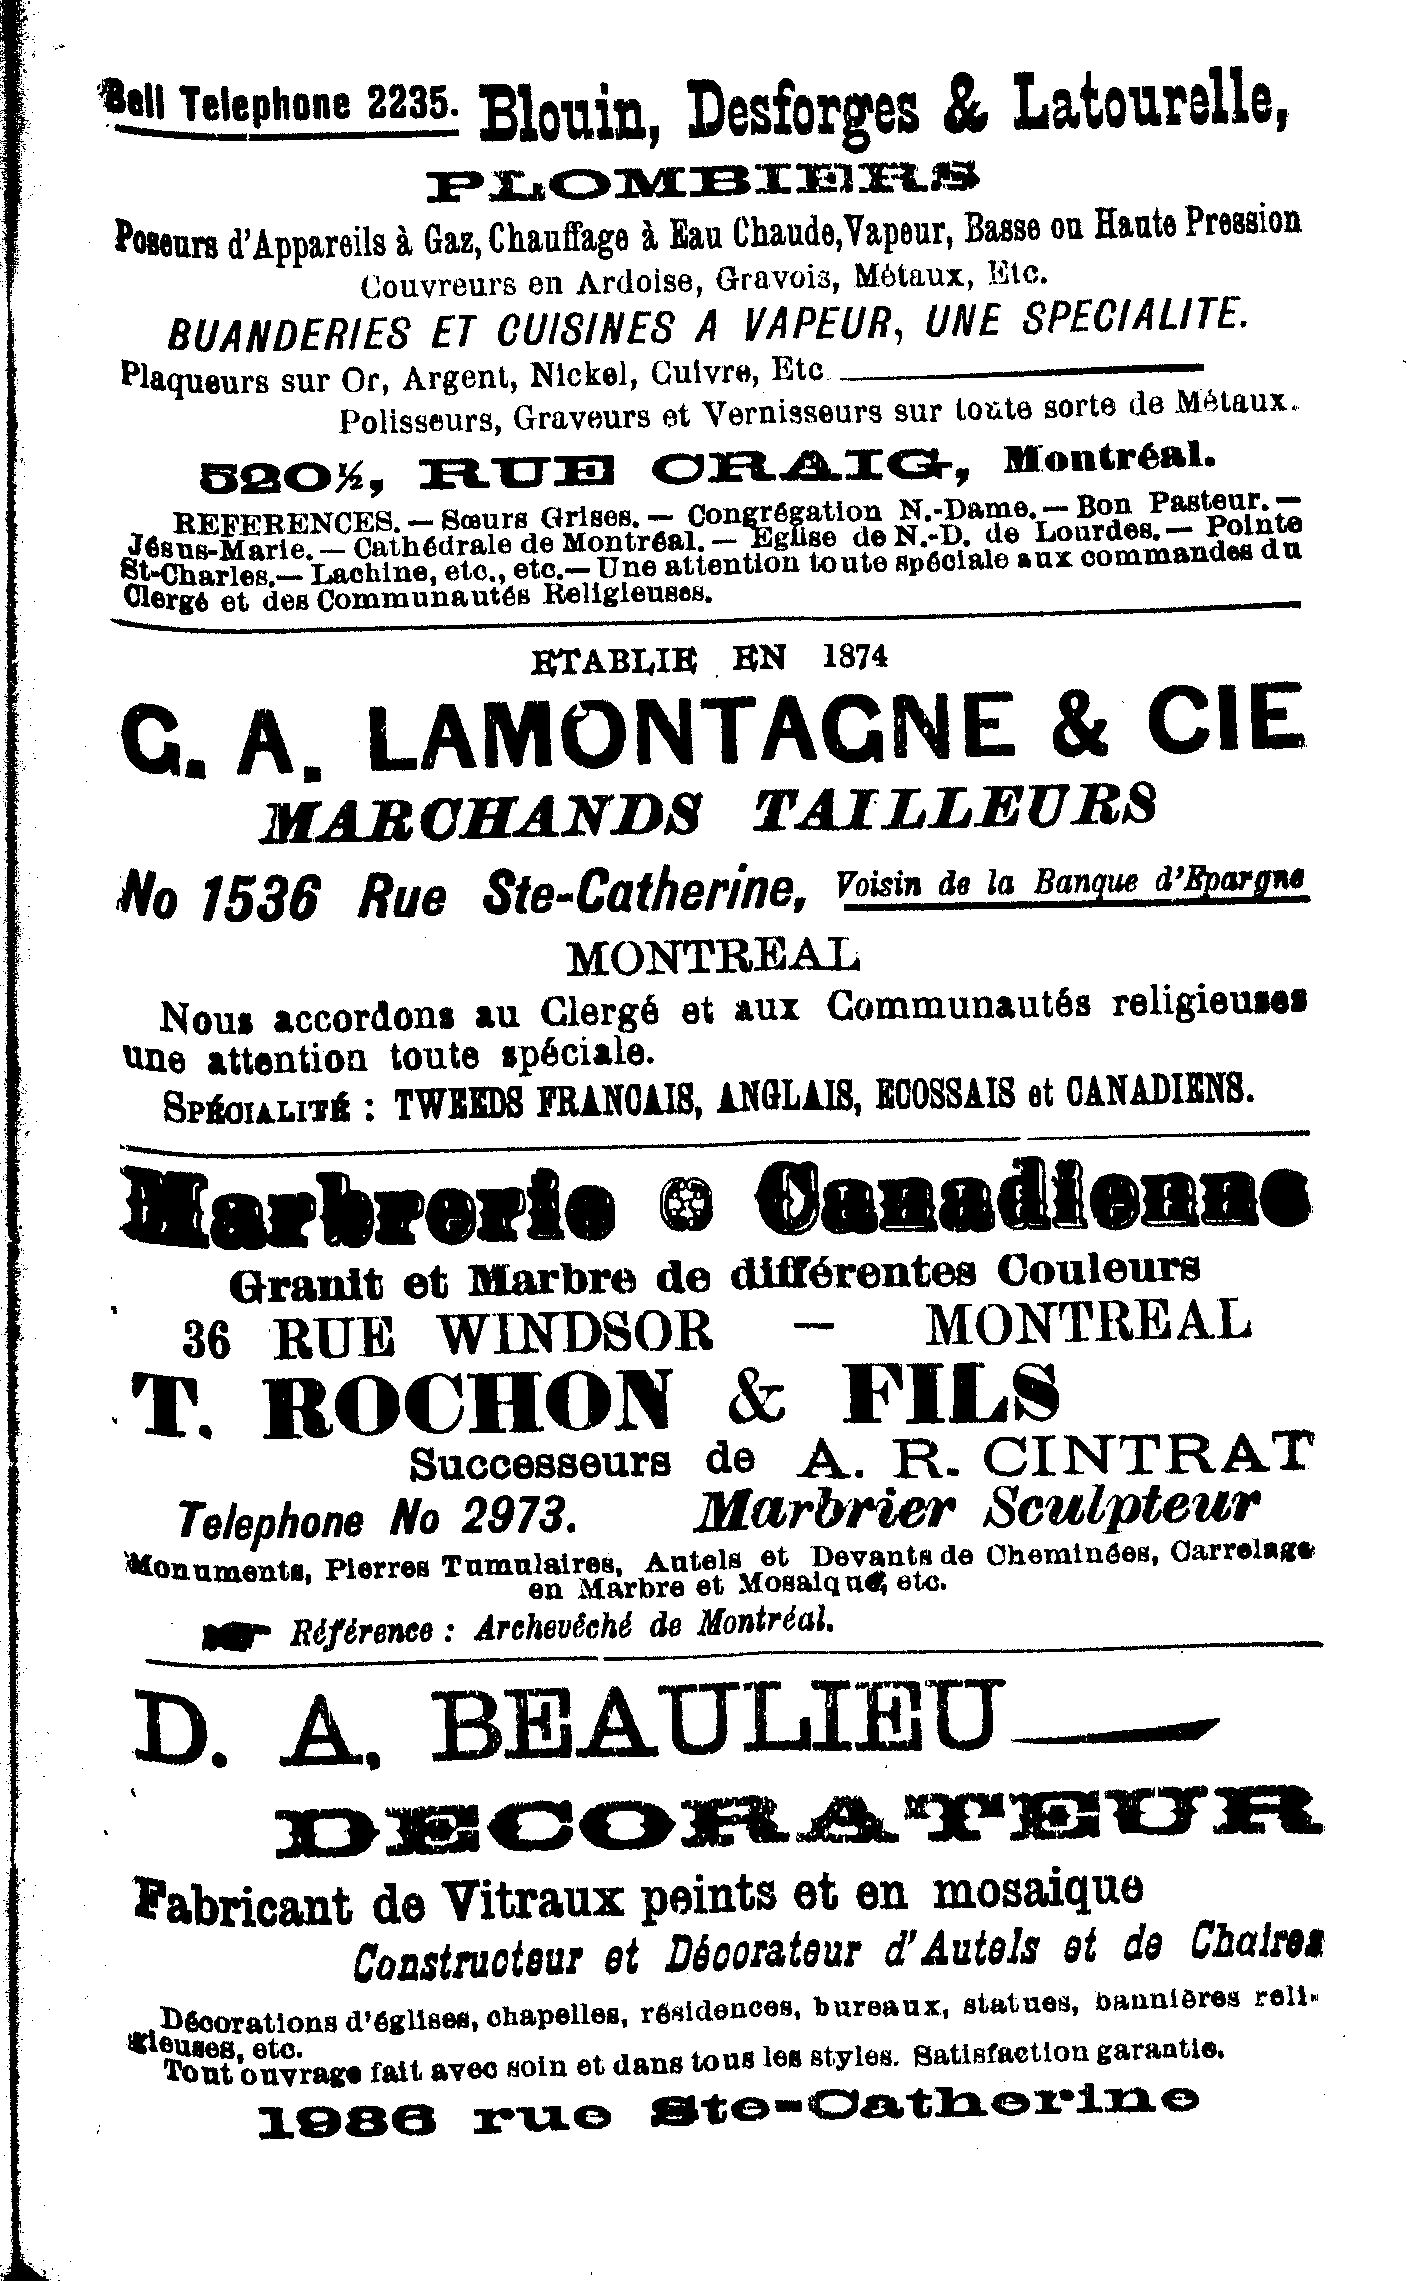 Bell Telephone 2235. Blouin, Desforges & Latourelle,
PLOMBIERS
Poseurs d'Appareils à Gaz, Chauffage à Eau Chaude, Vapeur, Basse ou Haute Pression
Couvreurs en Ardoise, Gravois, Métaux, Etc.
BUANDERIES ET CUISINES A VAPEUR, UNE SPECIALITE.
Plaqueurs sur Or, Argent, Nickel, Cuivre, Etc
Polisseurs, Graveurs et Vernisseurs sur toute sorte de Métaux.
520½, RUE CRAIG, Montréal.
REFERENCES. — Sœurs Grises. — Congrégation N.-Dame. — Bon Pasteur. —
Jésus-Marie. — Cathédrale de Montréal. — Eglise de N.-D. de Lourdes. — Pointe
St-Charles. — Lachine, etc., etc. — Une attention toute spéciale aux commandes du
Clergé et des Communautés Religieuses.
ETABLIE EN 1874
C. A. LAMONTAGNE & CIE
MARCHANDS TAILLEURS
No 1536 Rue Ste-Catherine, Voisin de la Banque d'Epargne
MONTREAL
Nous accordons au Clergé et aux Communautés religieuses
une attention toute spéciale.
SPÉCIALITÉ : TWEEDS FRANCAIS, ANGLAIS, ECOSSAIS et CANADIENS.
Marbrerie Canadienne
Granit et Marbre de différentes Couleurs
36 RUE WINDSOR — MONTREAL
T. ROCHON & FILS
Successeurs de A. R. CINTRAT
Telephone No 2973. Marbrier Sculpteur
Monuments, Pierres Tumulaires, Autels et Devants de Cheminées, Carrelage
en Marbre et Mosaique, etc.
Référence : Archevêché de Montréal.
D. A. BEAULIEU
DECORATEUR
Fabricant de Vitraux peints et en mosaique
Constructeur et Décorateur d'Autels et de Chaires
Décorations d'églises, chapelles, résidences, bureaux, statues, bannières reli-
gieuses, etc.
Tout ouvrage fait avec soin et dans tous les styles. Satisfaction garantie.
1986 rue Ste-Catherine